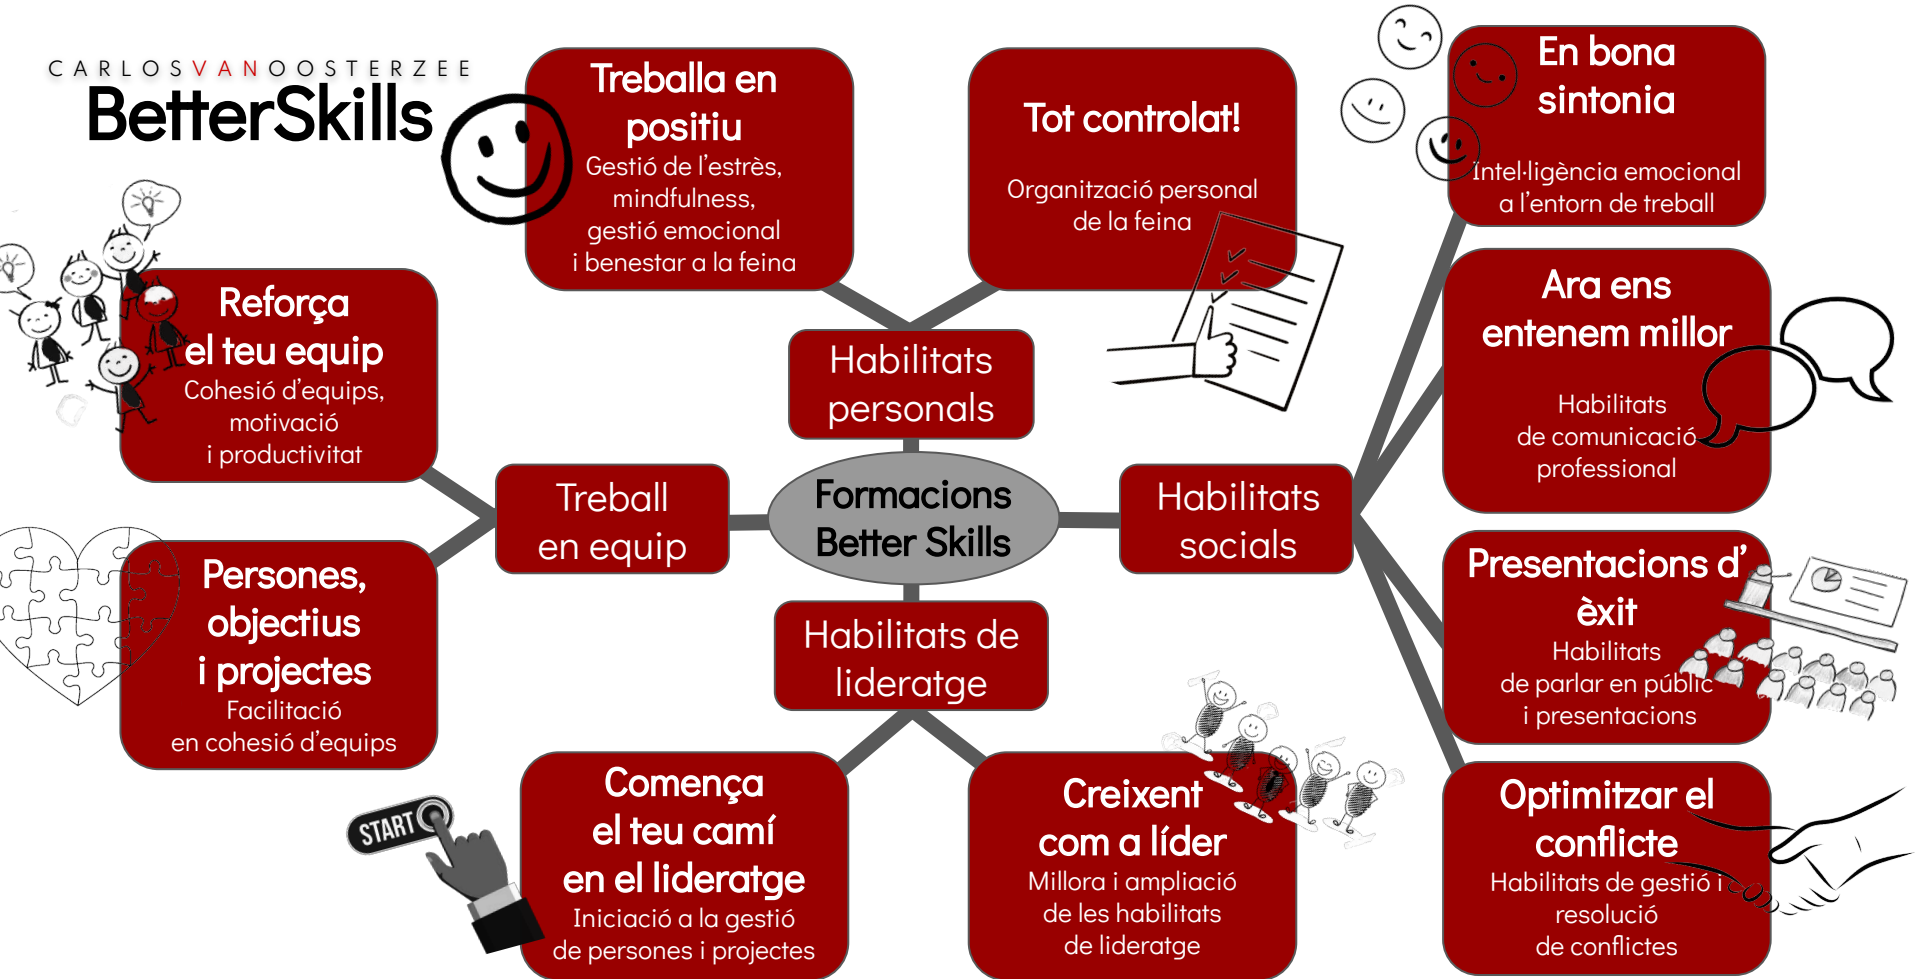 CARLOSVANOOSTERZEE
BetterSkills
Treballa en
positiu
Gestió de l'estrès,
mindfulness,
gestió emocional
i benestar a la feina
Tot controlat!
Organització personal
de la feina
En bona
sintonia
Intel·ligència emocional
a l'entorn de treball
Reforça
el teu equip
Cohesió d'equips,
motivació
i productivitat
Habilitats
personals
Ara ens
entenem millor
Habilitats
de comunicació
professional
Treball
en equip
Formacions
Better Skills
Habilitats
socials
Persones,
objectius
i projectes
Facilitació
en cohesió d'equips
Habilitats de
lideratge
Presentacions d'
èxit
Habilitats
de parlar en públic
i presentacions
START
Comença
el teu camí
en el lideratge
Iniciació a la gestió
de persones i projectes
Creixent
com a líder
Millora i ampliació
de les habilitats
de lideratge
Optimitzar el
conflicte
Habilitats de gestió i
resolució
de conflictes